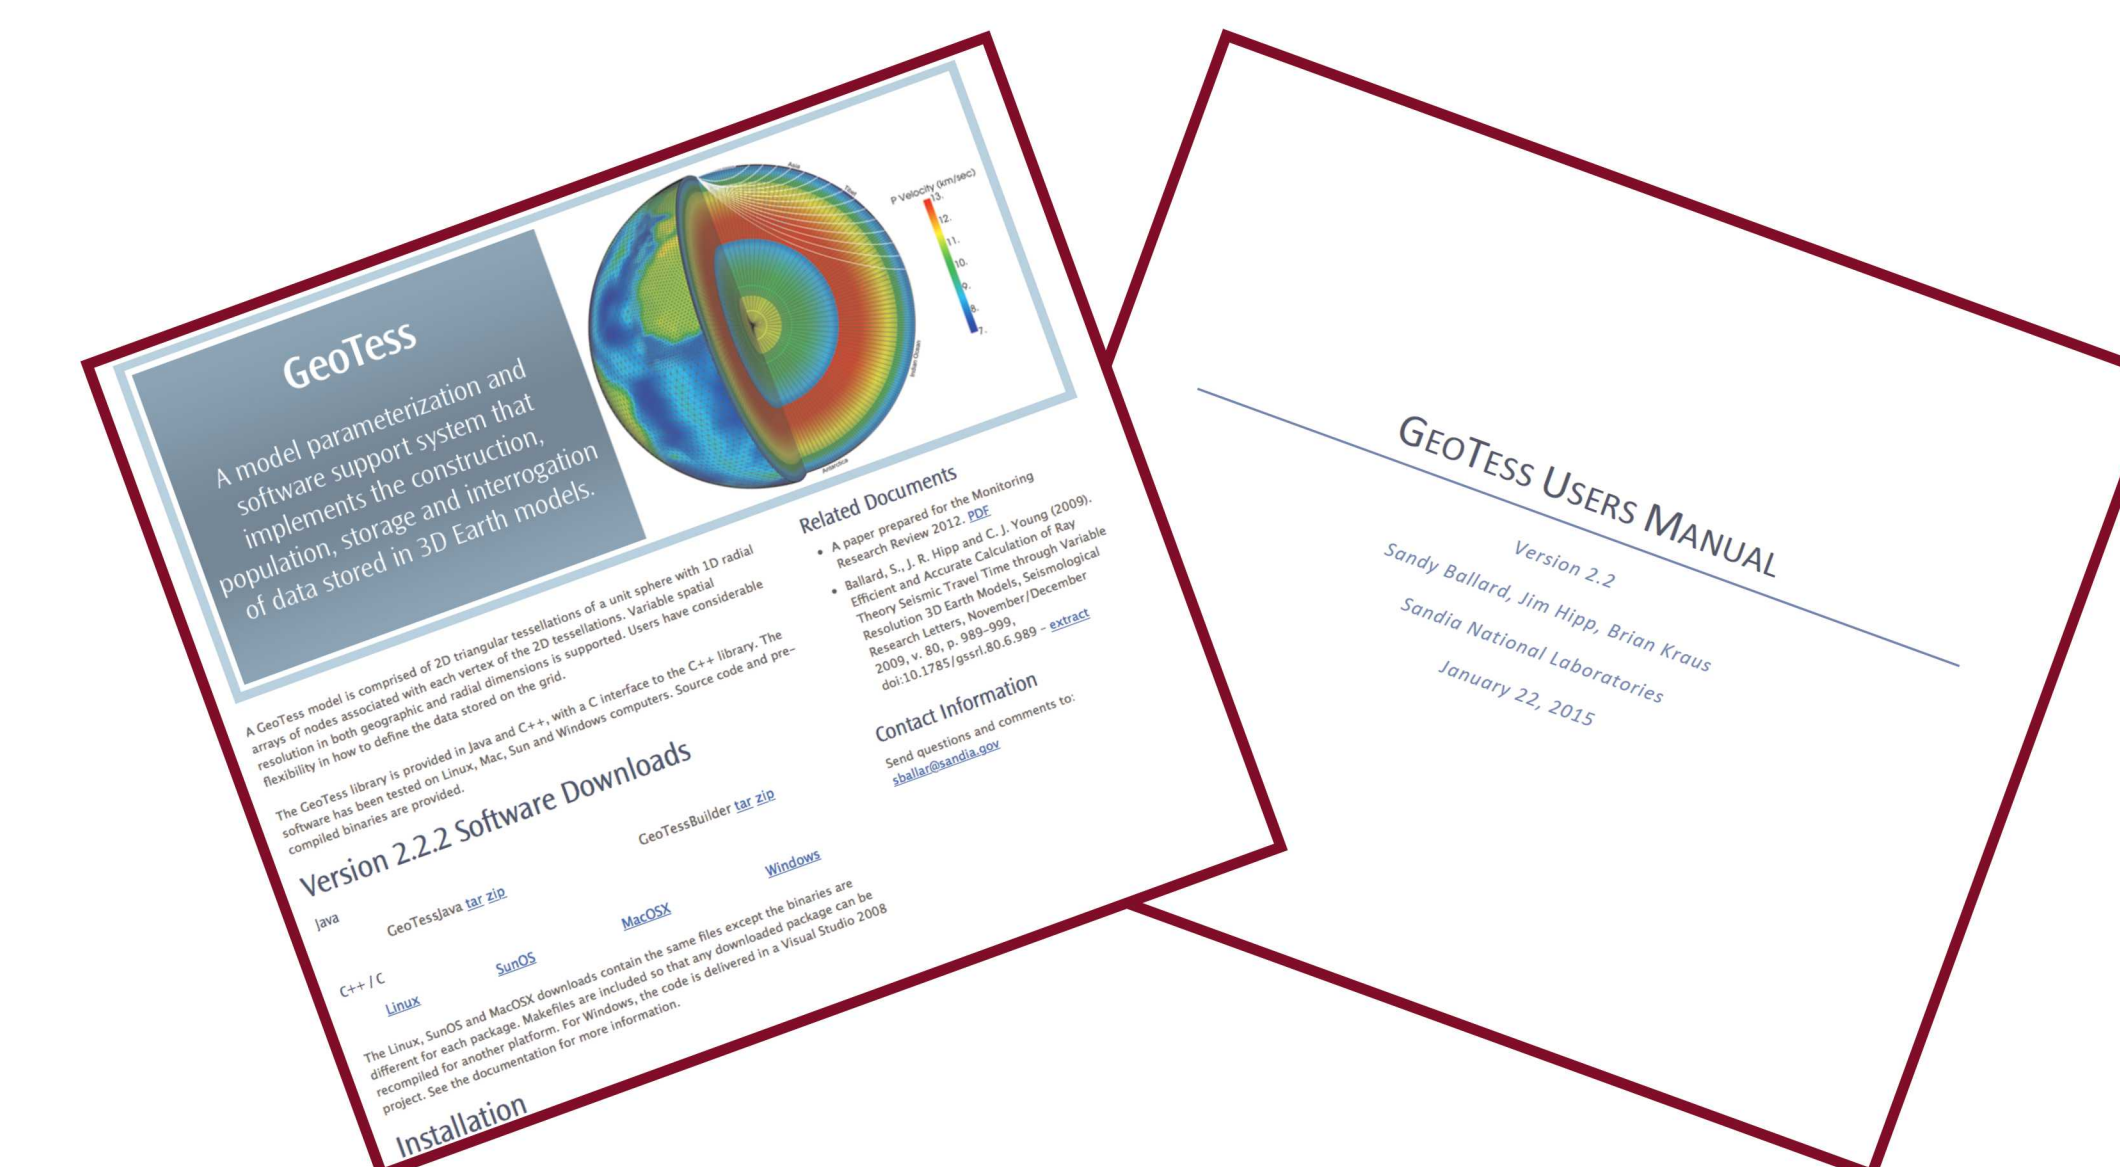 GeoTess
A model parameterization and
software support system that
implements the construction,
population, storage and interrogation
of data stored in 3D Earth models.
Asia
Tibet
Indian Ocean
Antarctica
P Velocity (km/sec)
13.
12.
11.
10.
9.
8.
7.
A GeoTess model is comprised of 2D triangular tessellations of a unit sphere with 1D radial
arrays of nodes associated with each vertex of the 2D tessellations. Variable spatial
resolution in both geographic and radial dimensions is supported. Users have considerable
flexibility in how to define the data stored on the grid.
The GeoTess library is provided in Java and C++, with a C interface to the C++ library. The
software has been tested on Linux, Mac, Sun and Windows computers. Source code and pre-
compiled binaries are provided.
Version 2.2.2 Software Downloads
Java
GeoTessJava tar zip
GeoTessBuilder tar zip
C++ / C
Linux
SunOS
MacOSX
Windows
The Linux, SunOS and MacOSX downloads contain the same files except the binaries are
different for each package. Makefiles are included so that any downloaded package can be
recompiled for another platform. For Windows, the code is delivered in a Visual Studio 2008
project. See the documentation for more information.
Installation
Related Documents
• A paper prepared for the Monitoring
Research Review 2012. PDF
• Ballard, S., J. R. Hipp and C. J. Young (2009).
Efficient and Accurate Calculation of Ray
Theory Seismic Travel Time through Variable
Resolution 3D Earth Models, Seismological
Research Letters, November/December
2009, v. 80, p. 989-999,
doi:10.1785/gssrl.80.6.989 - extract
Contact Information
Send questions and comments to:
sballar@sandia.gov
GEOTESS USERS MANUAL
Version 2.2
Sandy Ballard, Jim Hipp, Brian Kraus
Sandia National Laboratories
January 22, 2015